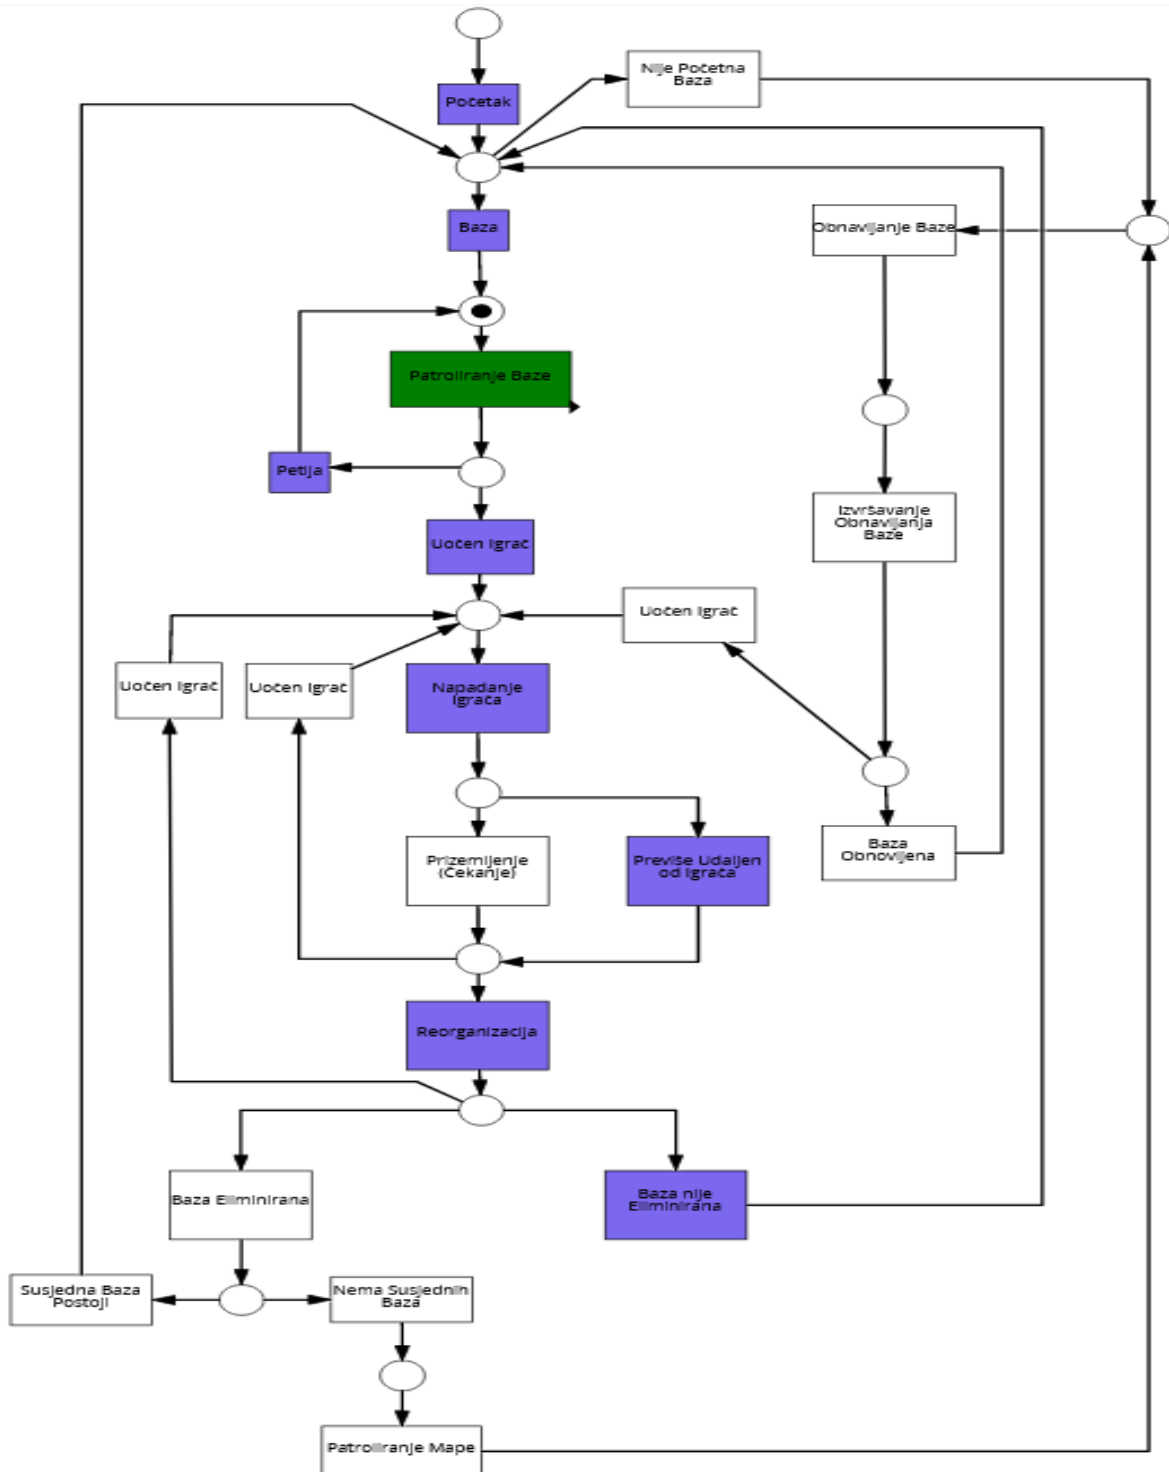 Početak
Nije Početna
Baza
Baza
Obnavljanje Baze
Patroliranje Baze
Petlja
Uočen Igrač
Izvršavanje
Obnavljanja
Baze
Uočen Igrač
Uočen Igrač
Uočen Igrač
Napadanje
Igrača
Prizemljenje
(Čekanje)
Previše Udaljen
od Igrača
Baza
Obnovljena
Reorganizacija
Baza Eliminirana
Baza nije
Eliminirana
Susjedna Baza
Postoji
Nema Susjednih
Baza
Patroliranje Mape